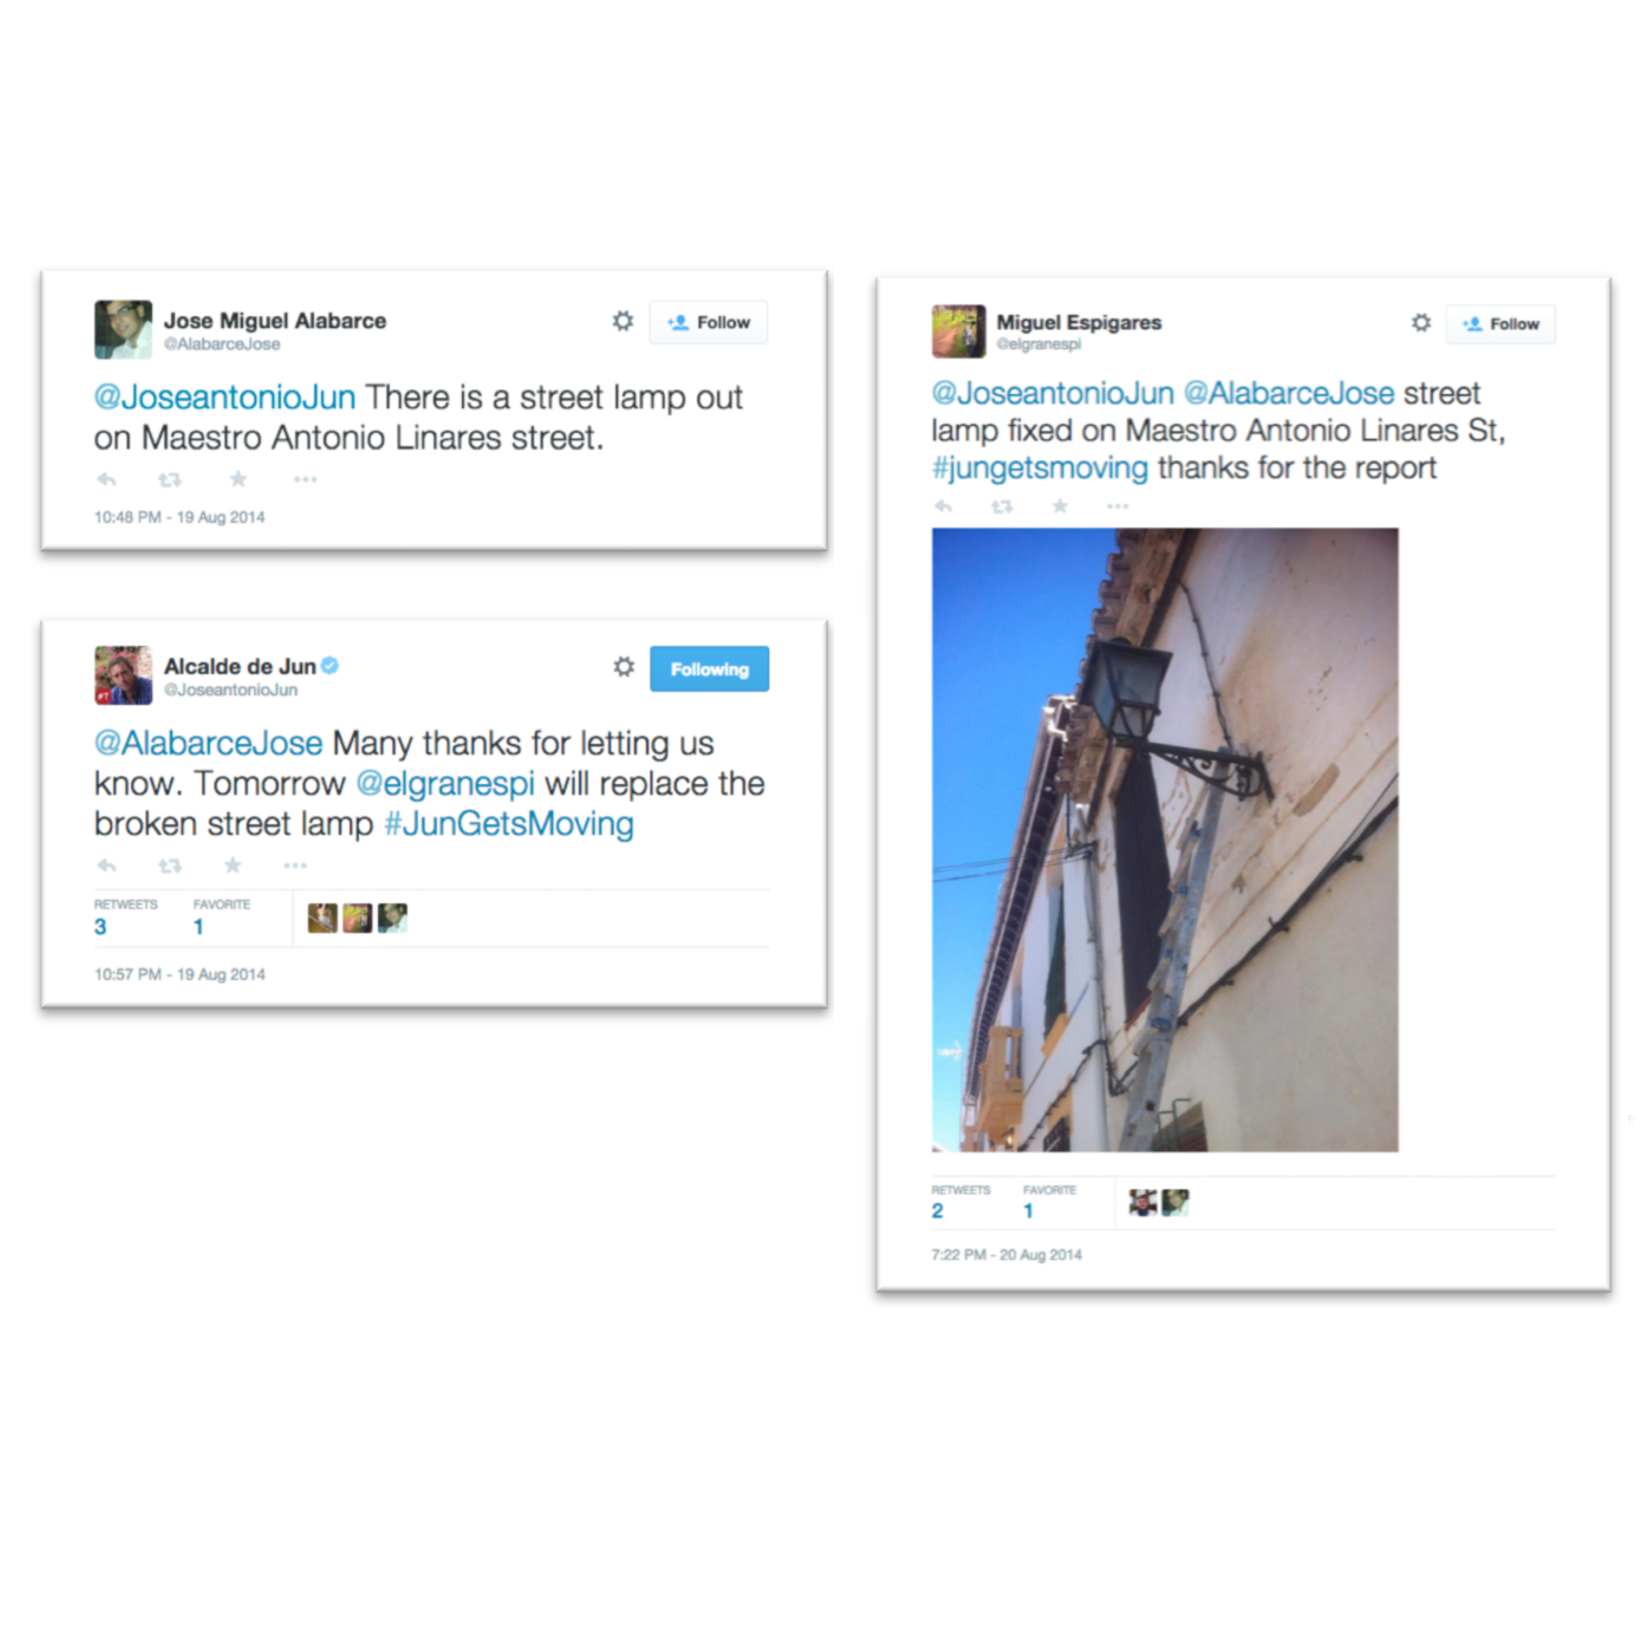 Jose Miguel Alabarce
@AlabarceJose
Follow
@JoseantonioJun There is a street lamp out
on Maestro Antonio Linares street.
10:48 PM - 19 Aug 2014
Alcalde de Jun
@JoseantonioJun
Following
@AlabarceJose Many thanks for letting us
know. Tomorrow @elgranespi will replace the
broken street lamp #JunGetsMoving
RETWEETS FAVORITE
3 1
10:57 PM - 19 Aug 2014
Miguel Espigares
@elgranespi
Follow
@JoseantonioJun @AlabarceJose street
lamp fixed on Maestro Antonio Linares St,
#jungetsmoving thanks for the report
RETWEETS FAVORITE
2 1
7:22 PM - 20 Aug 2014